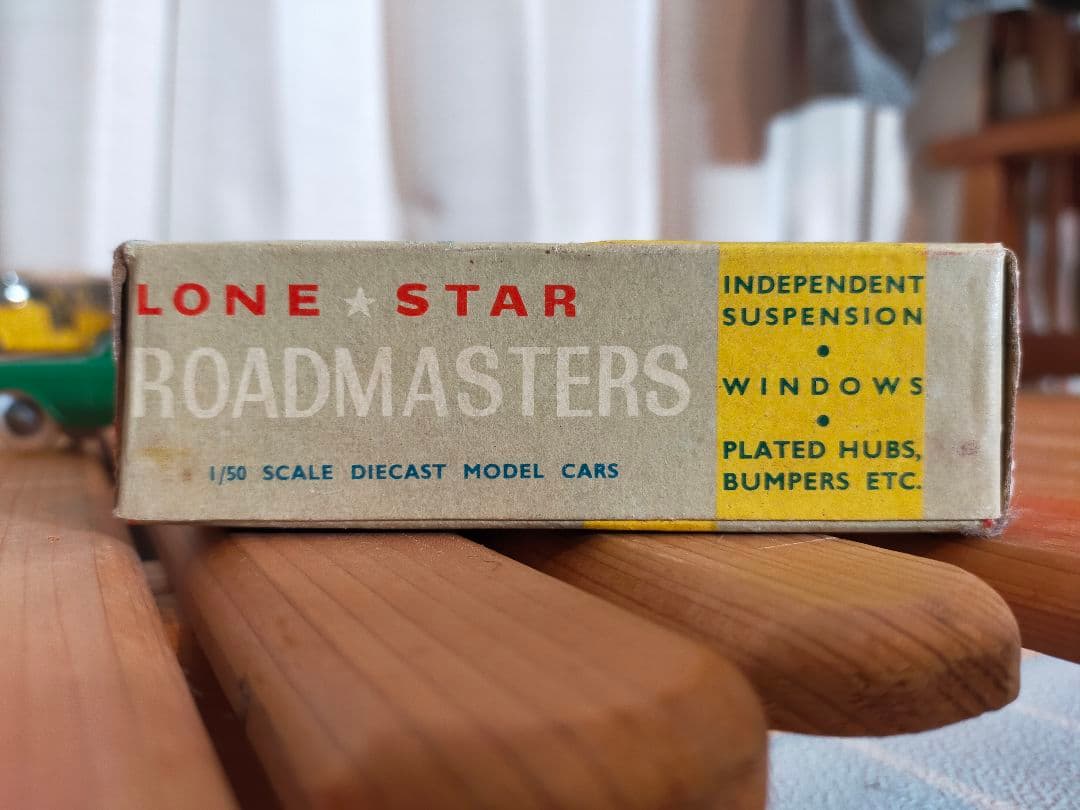 LONE ★ STAR
ROADMASTERS
1/50 SCALE DIECAST MODEL CARS
INDEPENDENT
SUSPENSION
•
WINDOWS
•
PLATED HUBS,
BUMPERS ETC.